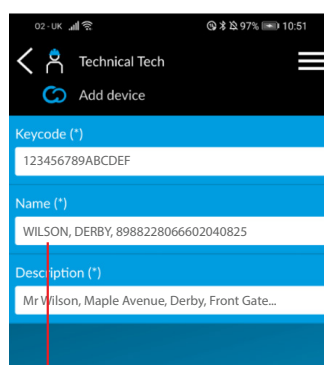 O2 - UK 97% 10:51
Technical Tech
Add device
Keycode (*)
123456789ABCDEF
Name (*)
WILSON, DERBY, 8988228066602040825
Description (*)
Mr Wilson, Maple Avenue, Derby, Front Gate...